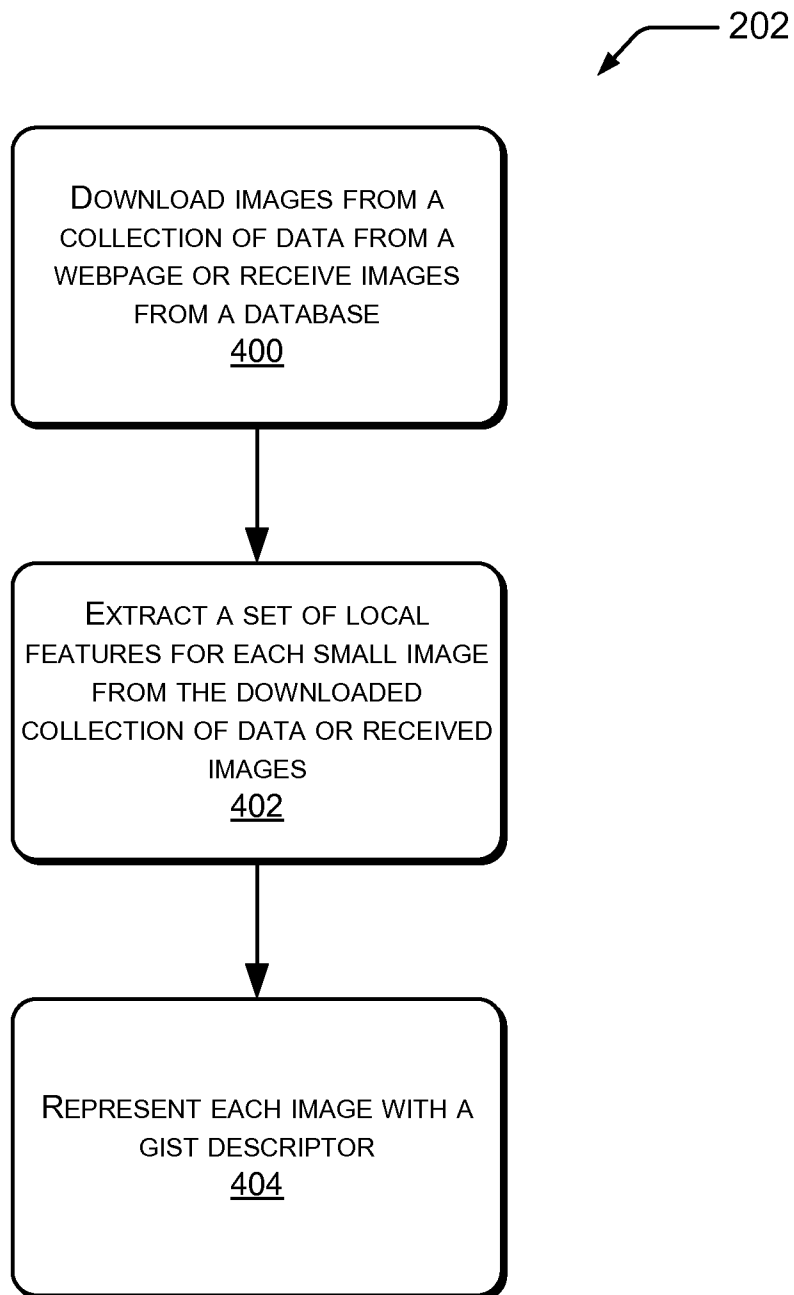 202
DOWNLOAD IMAGES FROM A
COLLECTION OF DATA FROM A
WEBPAGE OR RECEIVE IMAGES
FROM A DATABASE
400
EXTRACT A SET OF LOCAL
FEATURES FOR EACH SMALL IMAGE
FROM THE DOWNLOADED
COLLECTION OF DATA OR RECEIVED
IMAGES
402
REPRESENT EACH IMAGE WITH A
GIST DESCRIPTOR
404